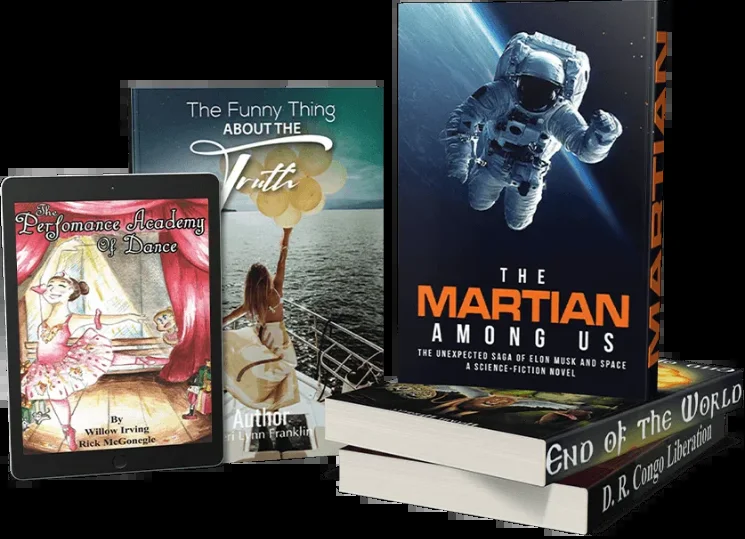 The
Perfomance Academy
Of Dance
By
Willow Irving
Rick McGonegle
The Funny Thing
ABOUT THE
Truth
Author
Lynn Franklin
THE
MARTIAN
AMONG US
THE UNEXPECTED SAGA OF ELON MUSK AND SPACE
A SCIENCE-FICTION NOVEL
MARTIAN
END OF THE WORLD
D. R. Congo Liberation